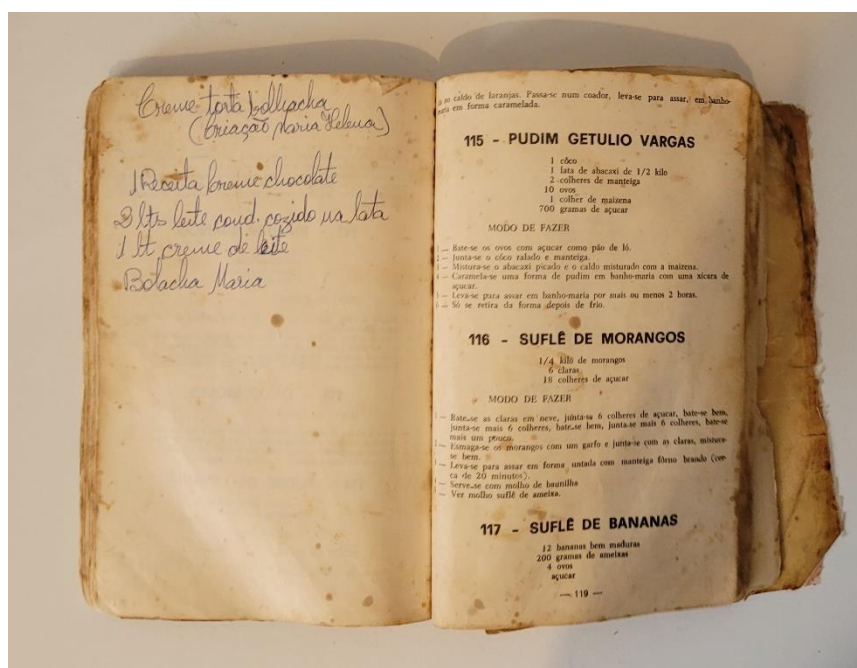 Creme torta bolhacha
(Criação Maria Helena)
1 Receita creme chocolate
2 lts leite cond. cozido na lata
1 lt creme de leite
Bolacha Maria
no caldo de laranjas. Passa-se num coador, leva-se para assar, em banho-
maria em forma caramelada.
115 - PUDIM GETULIO VARGAS
1 côco
1 lata de abacaxi de 1/2 kilo
2 colheres de manteiga
10 ovos
1 colher de maizena
700 gramas de açucar
MODO DE FAZER
— Bate-se os ovos com açucar como pão de ló.
— Junta-se o côco ralado e manteiga.
— Mistura-se o abacaxi picado e o caldo misturado com a maizena.
— Caramela-se uma forma de pudim em banho-maria com uma xícara de
açucar.
— Leva-se para assar em banho-maria por mais ou menos 2 horas.
— Só se retira da forma depois de frio.
116 - SUFLÊ DE MORANGOS
1/4 kilo de morangos
6 claras
18 colheres de açucar
MODO DE FAZER
— Bate-se as claras em neve, junta-sa 6 colheres de açucar, bate-se bem,
junta-se mais 6 colheres, bate-se bem, junta-se mais 6 colheres, bate-se
mais um pouco.
— Esmaga-se os morangos com um garfo e junta-se com as claras, misture-
se bem.
— Leva-se para assar em forma untada com manteiga fôrno brando (cer-
ca de 20 minutos).
— Serve-se com molho de baunilha
— Ver molho suflê de ameixa.
117 - SUFLÊ DE BANANAS
12 bananas bem maduras
200 gramas de ameixas
4 ovos
açucar
— 119 —